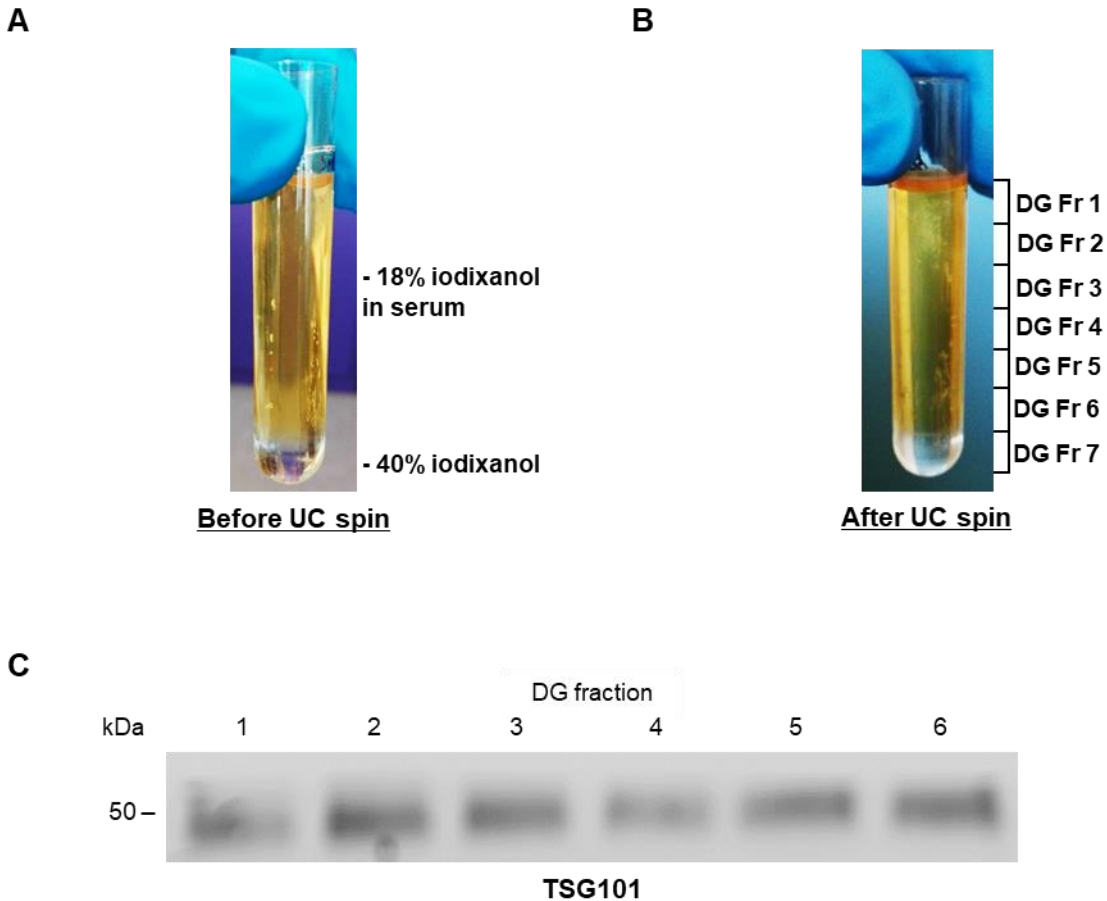 A
B
- 18% iodixanol
in serum
- 40% iodixanol
Before UC spin
DG Fr 1
DG Fr 2
DG Fr 3
DG Fr 4
DG Fr 5
DG Fr 6
DG Fr 7
After UC spin
C
DG fraction
kDa 1 2 3 4 5 6
50 –
TSG101